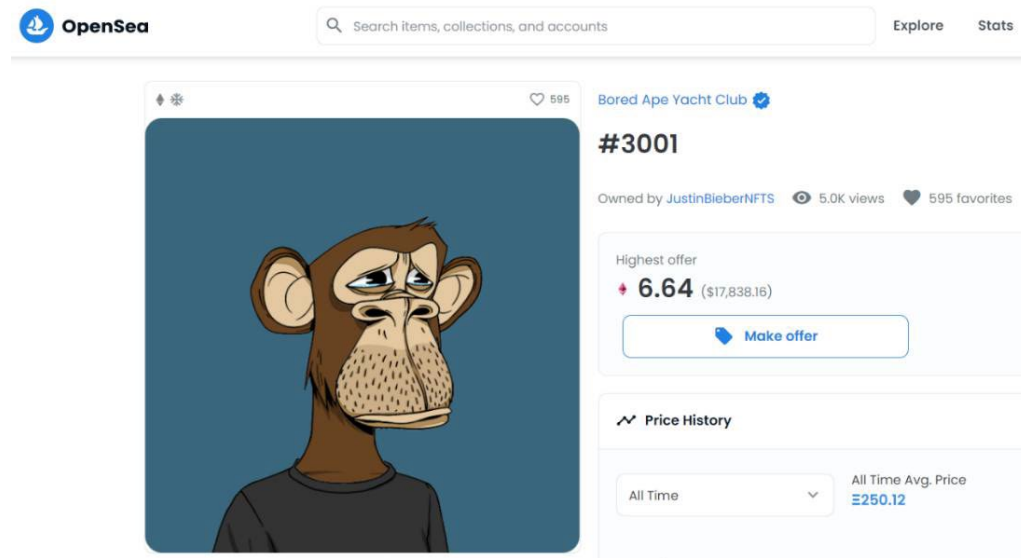 OpenSea
Search items, collections, and accounts
Explore
Stats
595
Bored Ape Yacht Club
#3001
Owned by JustinBieberNFTS
5.0K views
595 favorites
Highest offer
6.64 ($17,838.16)
Make offer
Price History
All Time
All Time Avg. Price
Ξ250.12